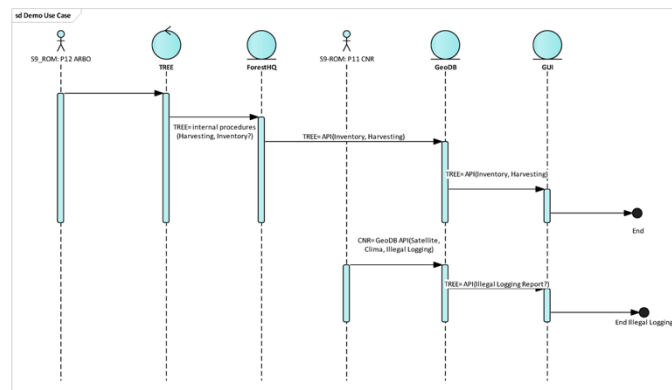 sd Demo Use Case
S9_ROM: P12 ARBO
TREE
ForestHQ
S9-ROM: P11 CNR
GeoDB
GUI
TREE= internal procedures
(Harvesting, Inventory?)
TREE=API(Inventory, Harvesting)
TREE=API(Inventory, Harvesting)
End
CNR=GeoDB API(Satellite,
Clima, Illegal Logging)
TREE= API(Illegal Logging Report?)
End Illegal Logging